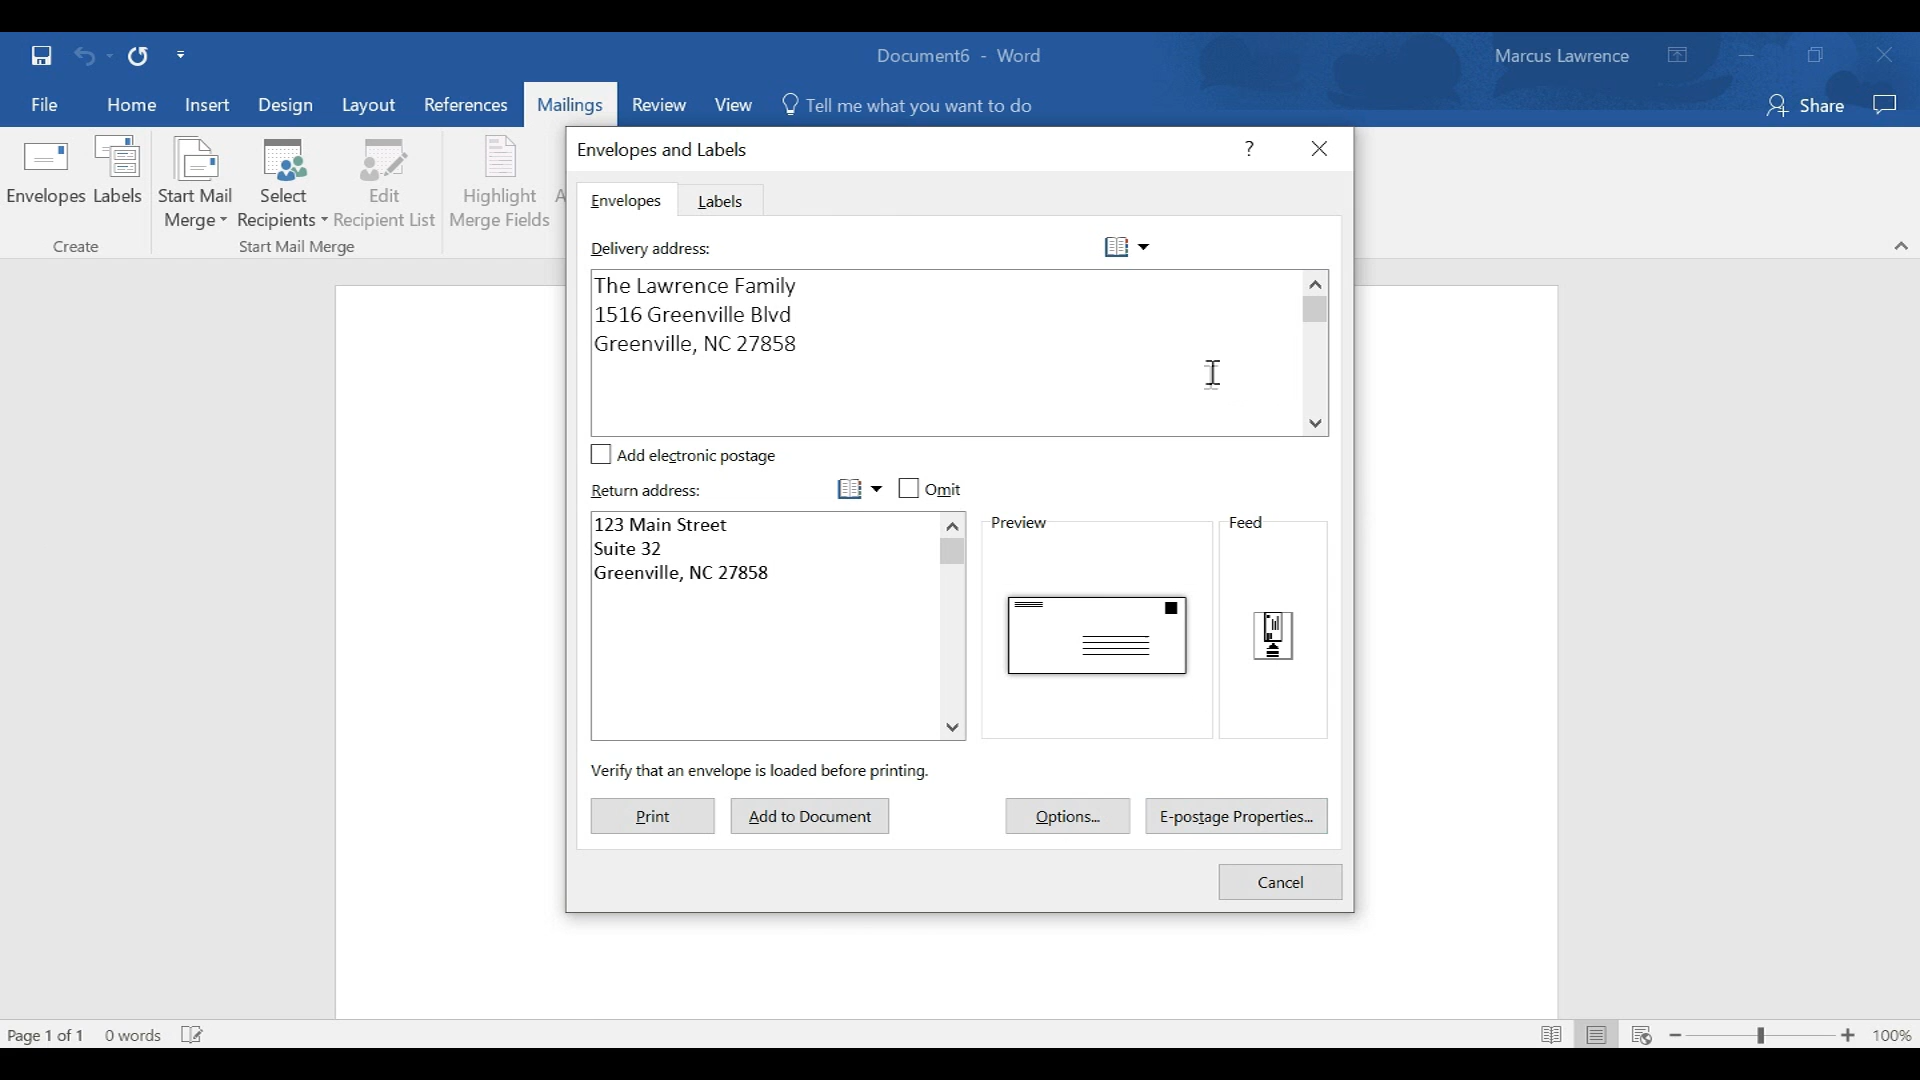 Document6 - Word
Marcus Lawrence
File Home Insert Design Layout References Mailings Review View Tell me what you want to do
Share
Envelopes Labels Start Mail Merge Select Recipients Edit Recipient List Highlight Merge Fields
Create Start Mail Merge
Envelopes and Labels ?
Envelopes Labels
Delivery address:
The Lawrence Family
1516 Greenville Blvd
Greenville, NC 27858
Add electronic postage
Return address: Omit
123 Main Street
Suite 32
Greenville, NC 27858
Preview Feed
Verify that an envelope is loaded before printing.
Print Add to Document Options... E-postage Properties...
Cancel
Page 1 of 1 0 words 100%